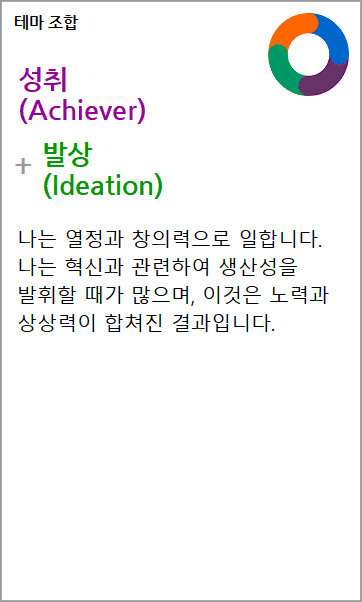 테마 조합
성취
(Achiever)
+ 발상
(Ideation)
나는 열정과 창의력으로 일합니다.
나는 혁신과 관련하여 생산성을
발휘할 때가 많으며, 이것은 노력과
상상력이 합쳐진 결과입니다.